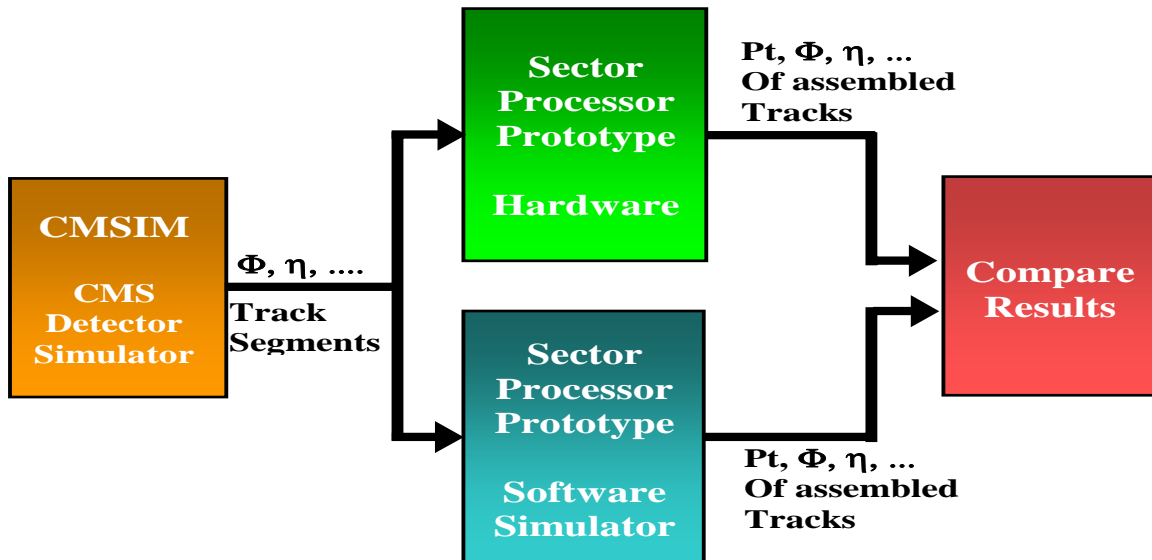 CMSIM
CMS
Detector
Simulator
Φ, η, ....
Track
Segments
Sector
Processor
Prototype
Hardware
Pt, Φ, η, ...
Of assembled
Tracks
Sector
Processor
Prototype
Software
Simulator
Pt, Φ, η, ...
Of assembled
Tracks
Compare
Results